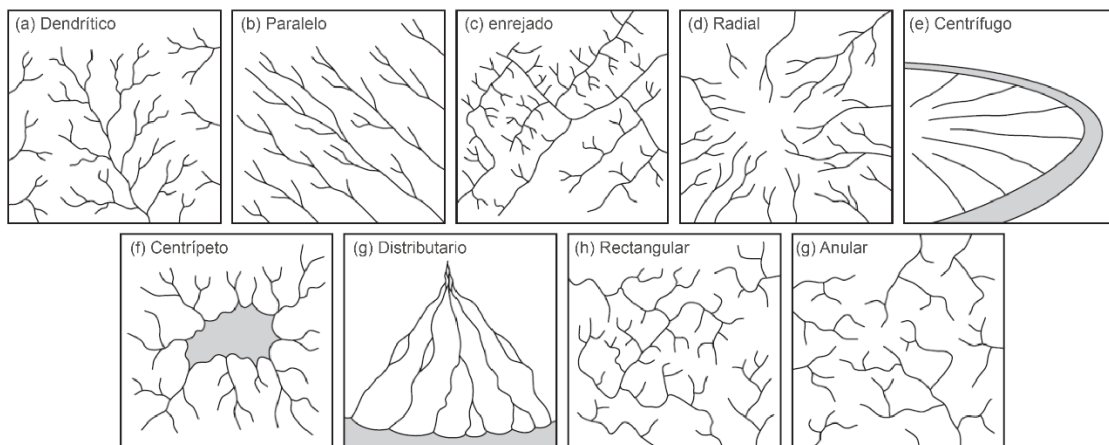 (a) Dendrítico
(b) Paralelo
(c) enrejado
(d) Radial
(e) Centrífugo
(f) Centrípeto
(g) Distributario
(h) Rectangular
(g) Anular